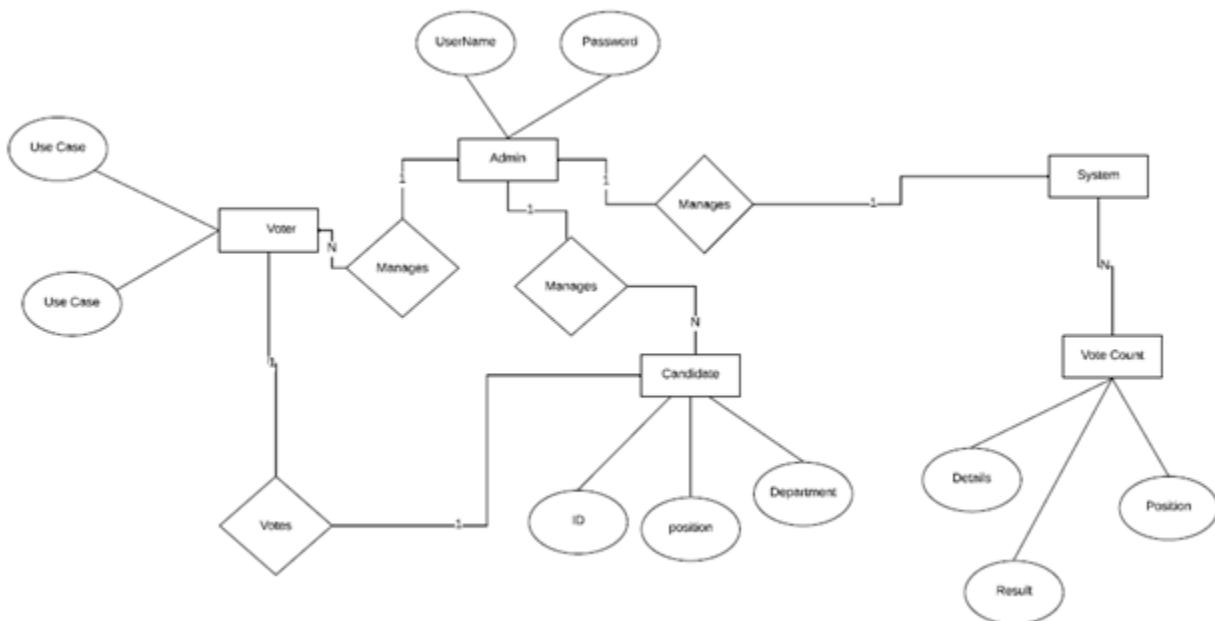 UserName
Password
Use Case
Admin
System
1
1
1
1
Manages
Voter
N
Manages
Manages
N
Use Case
N
Vote Count
1
Candidate
Details
Department
Position
ID
position
Votes
1
Result